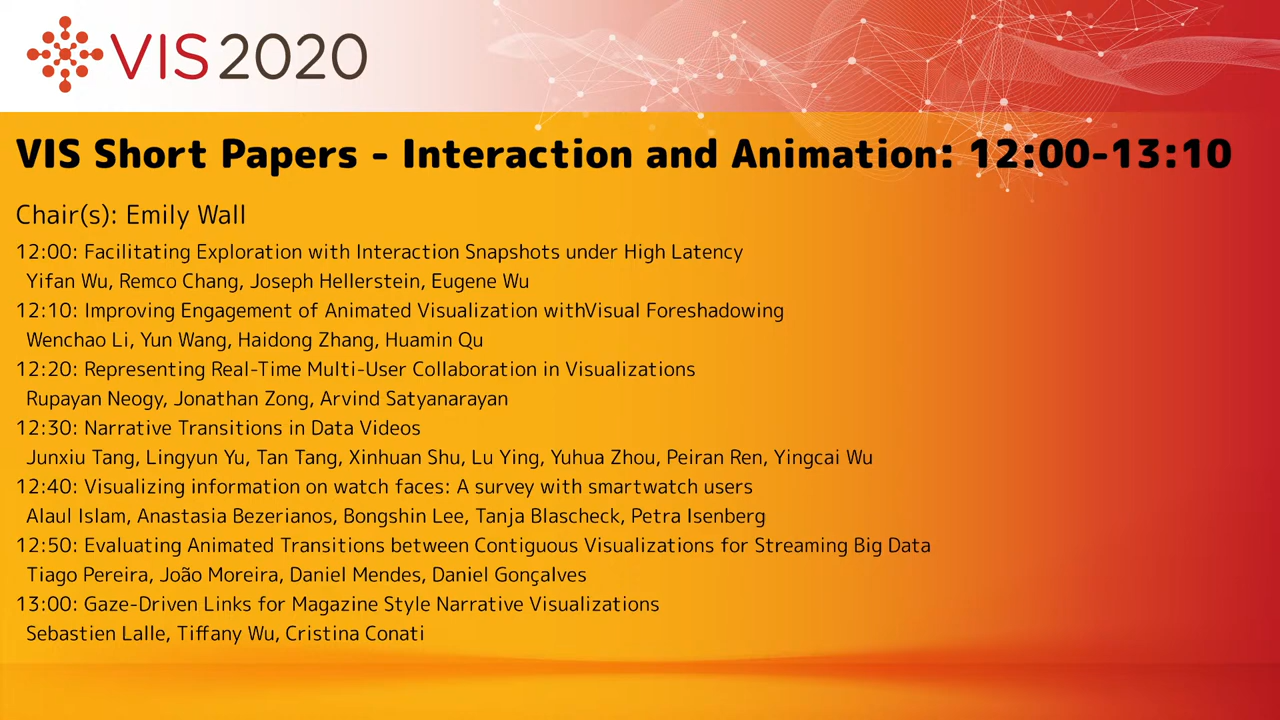 VIS2020
VIS Short Papers - Interaction and Animation: 12:00-13:10
Chair(s): Emily Wall
12:00: Facilitating Exploration with Interaction Snapshots under High Latency
Yifan Wu, Remco Chang, Joseph Hellerstein, Eugene Wu
12:10: Improving Engagement of Animated Visualization withVisual Foreshadowing
Wenchao Li, Yun Wang, Haidong Zhang, Huamin Qu
12:20: Representing Real-Time Multi-User Collaboration in Visualizations
Rupayan Neogy, Jonathan Zong, Arvind Satyanarayan
12:30: Narrative Transitions in Data Videos
Junxiu Tang, Lingyun Yu, Tan Tang, Xinhuan Shu, Lu Ying, Yuhua Zhou, Peiran Ren, Yingcai Wu
12:40: Visualizing information on watch faces: A survey with smartwatch users
Alaul Islam, Anastasia Bezerianos, Bongshin Lee, Tanja Blascheck, Petra Isenberg
12:50: Evaluating Animated Transitions between Contiguous Visualizations for Streaming Big Data
Tiago Pereira, João Moreira, Daniel Mendes, Daniel Gonçalves
13:00: Gaze-Driven Links for Magazine Style Narrative Visualizations
Sebastien Lalle, Tiffany Wu, Cristina Conati